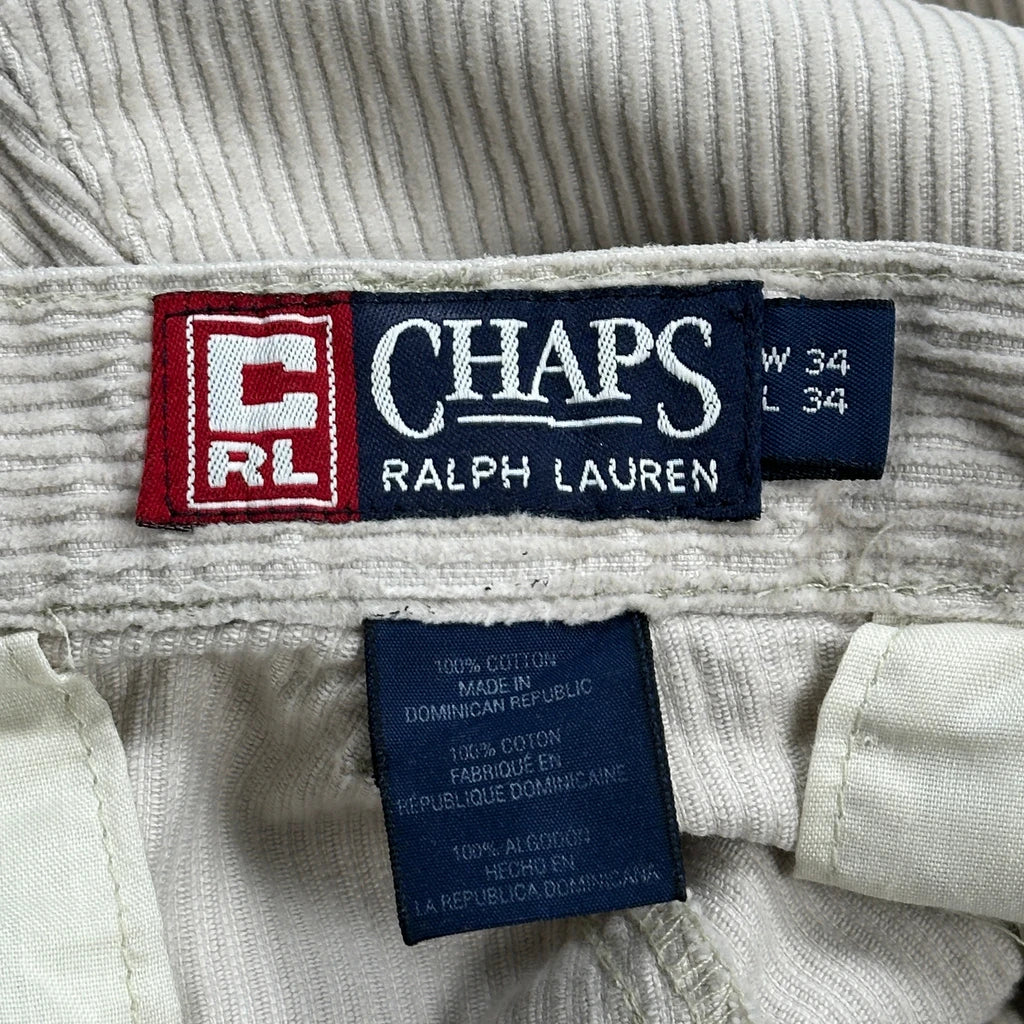 C
RL
CHAPS
RALPH LAUREN
W 34
L 34
100% COTTON
MADE IN
DOMINICAN REPUBLIC
100% COTON
FABRIQUÉ EN
RÉPUBLIQUE DOMINICAINE
100% ALGODON
HECHO EN
LA REPUBLICA DOMINICANA